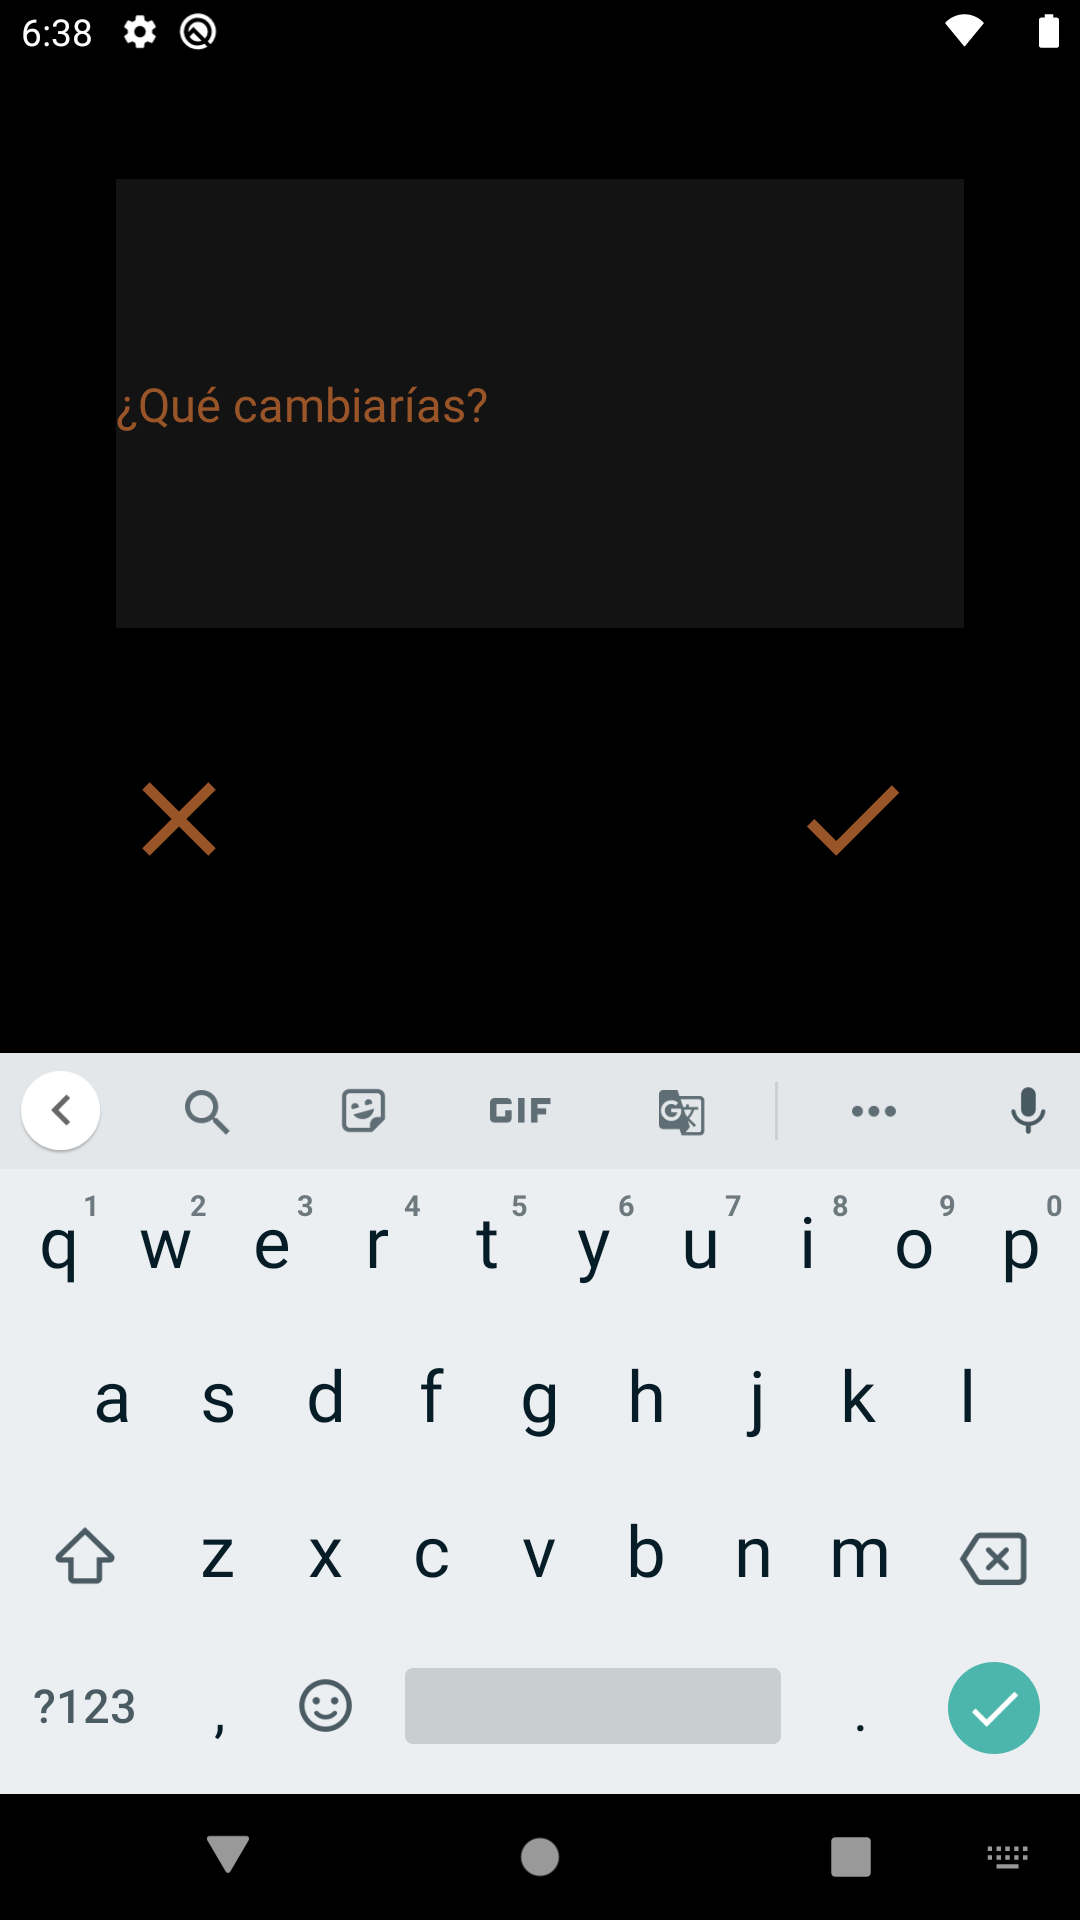 6:38
¿Qué cambiarías?
GIF
G
1 2 3 4 5 6 7 8 9 0
q w e r t y u i o p
a s d f g h j k l
z x c v b n m
?123 , .